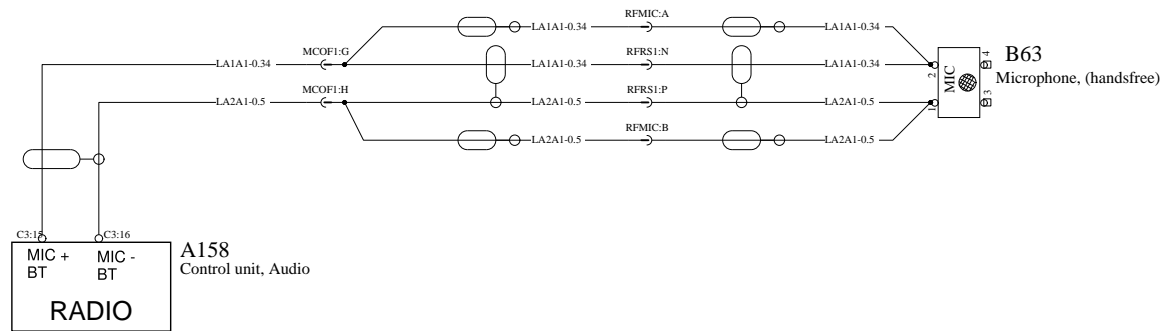 LA1A1-0.34
RFMIC:A
LA1A1-0.34
MCOF1:G
RFRS1:N
B63
Microphone, (handsfree)
LA1A1-0.34
LA1A1-0.34
LA1A1-0.34
MIC
2
4
1
3
MCOF1:H
RFRS1:P
LA2A1-0.5
LA2A1-0.5
LA2A1-0.5
RFMIC:B
LA2A1-0.5
LA2A1-0.5
C3:15
C3:16
MIC +
BT
MIC -
BT
RADIO
A158
Control unit, Audio